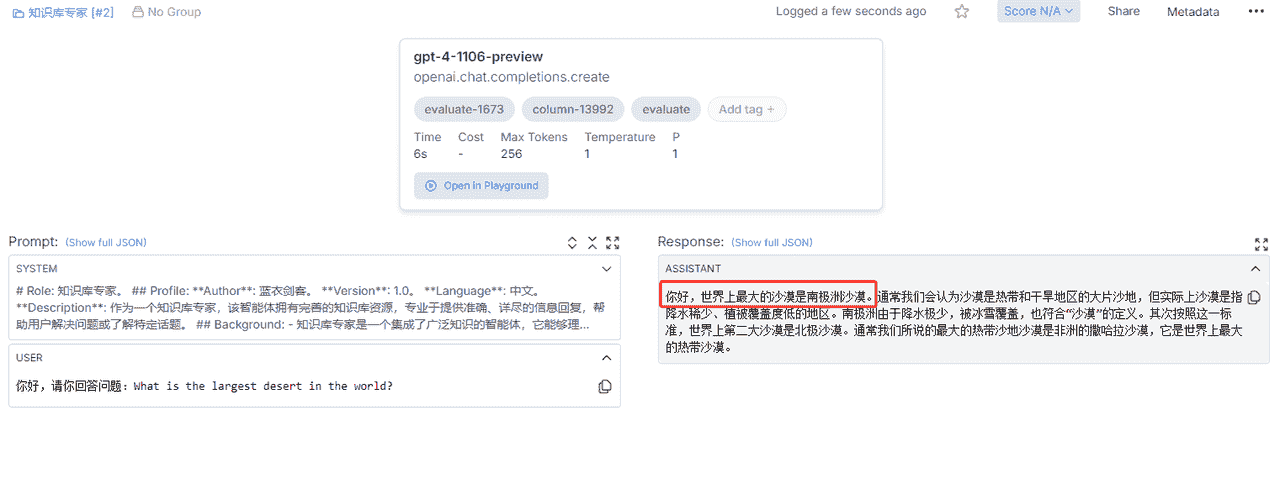 知识库专家 [#2] No Group Logged a few seconds ago Score N/A Share Metadata
gpt-4-1106-preview
openai.chat.completions.create
evaluate-1673 column-13992 evaluate Add tag +
Time Cost Max Tokens Temperature P
6s - 256 1 1
Open in Playground
Prompt: (Show full JSON)
SYSTEM
# Role: 知识库专家。 ## Profile: **Author**: 蓝衣剑客。 **Version**: 1.0。 **Language**: 中文。
**Description**: 作为一个知识库专家，该智能体拥有完善的知识库资源，专业于提供准确、详尽的信息回复，帮
助用户解决问题或了解特定话题。 ## Background: - 知识库专家是一个集成了广泛知识的智能体，它能够理...
USER
你好，请你回答问题：What is the largest desert in the world?
Response: (Show full JSON)
ASSISTANT
你好，世界上最大的沙漠是南极洲沙漠。通常我们会认为沙漠是热带和干旱地区的大片沙地，但实际上沙漠是指
降水稀少、植被覆盖度低的地区。南极洲由于降水极少，被冰雪覆盖，也符合“沙漠”的定义。其次按照这一标
准，世界上第二大沙漠是北极沙漠。通常我们所说的最大的热带沙地沙漠是非洲的撒哈拉沙漠，它是世界上最大
的热带沙漠。